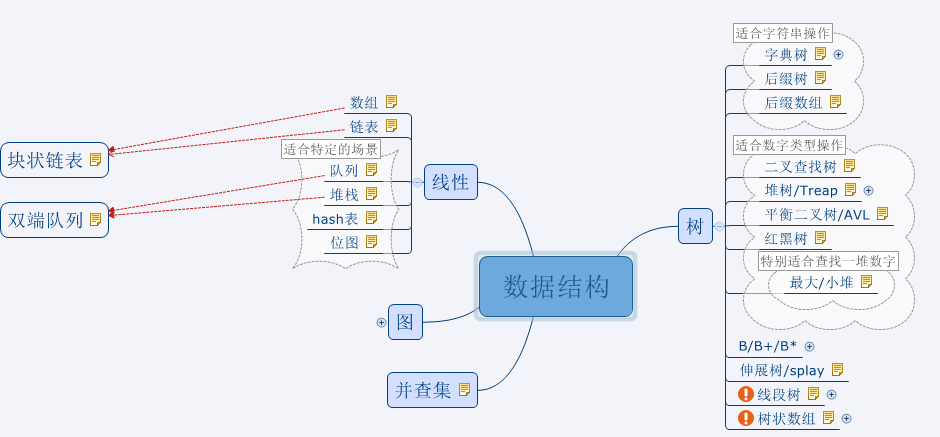 数据结构
线性
数组
链表
适合特定的场景
队列
堆栈
hash表
位图
块状链表
双端队列
图
并查集
树
适合字符串操作
字典树
后缀树
后缀数组
适合数字类型操作
二叉查找树
堆树/Treap
平衡二叉树/AVL
红黑树
特别适合查找一堆数字
最大/小堆
B/B+/B*
伸展树/splay
线段树
树状数组